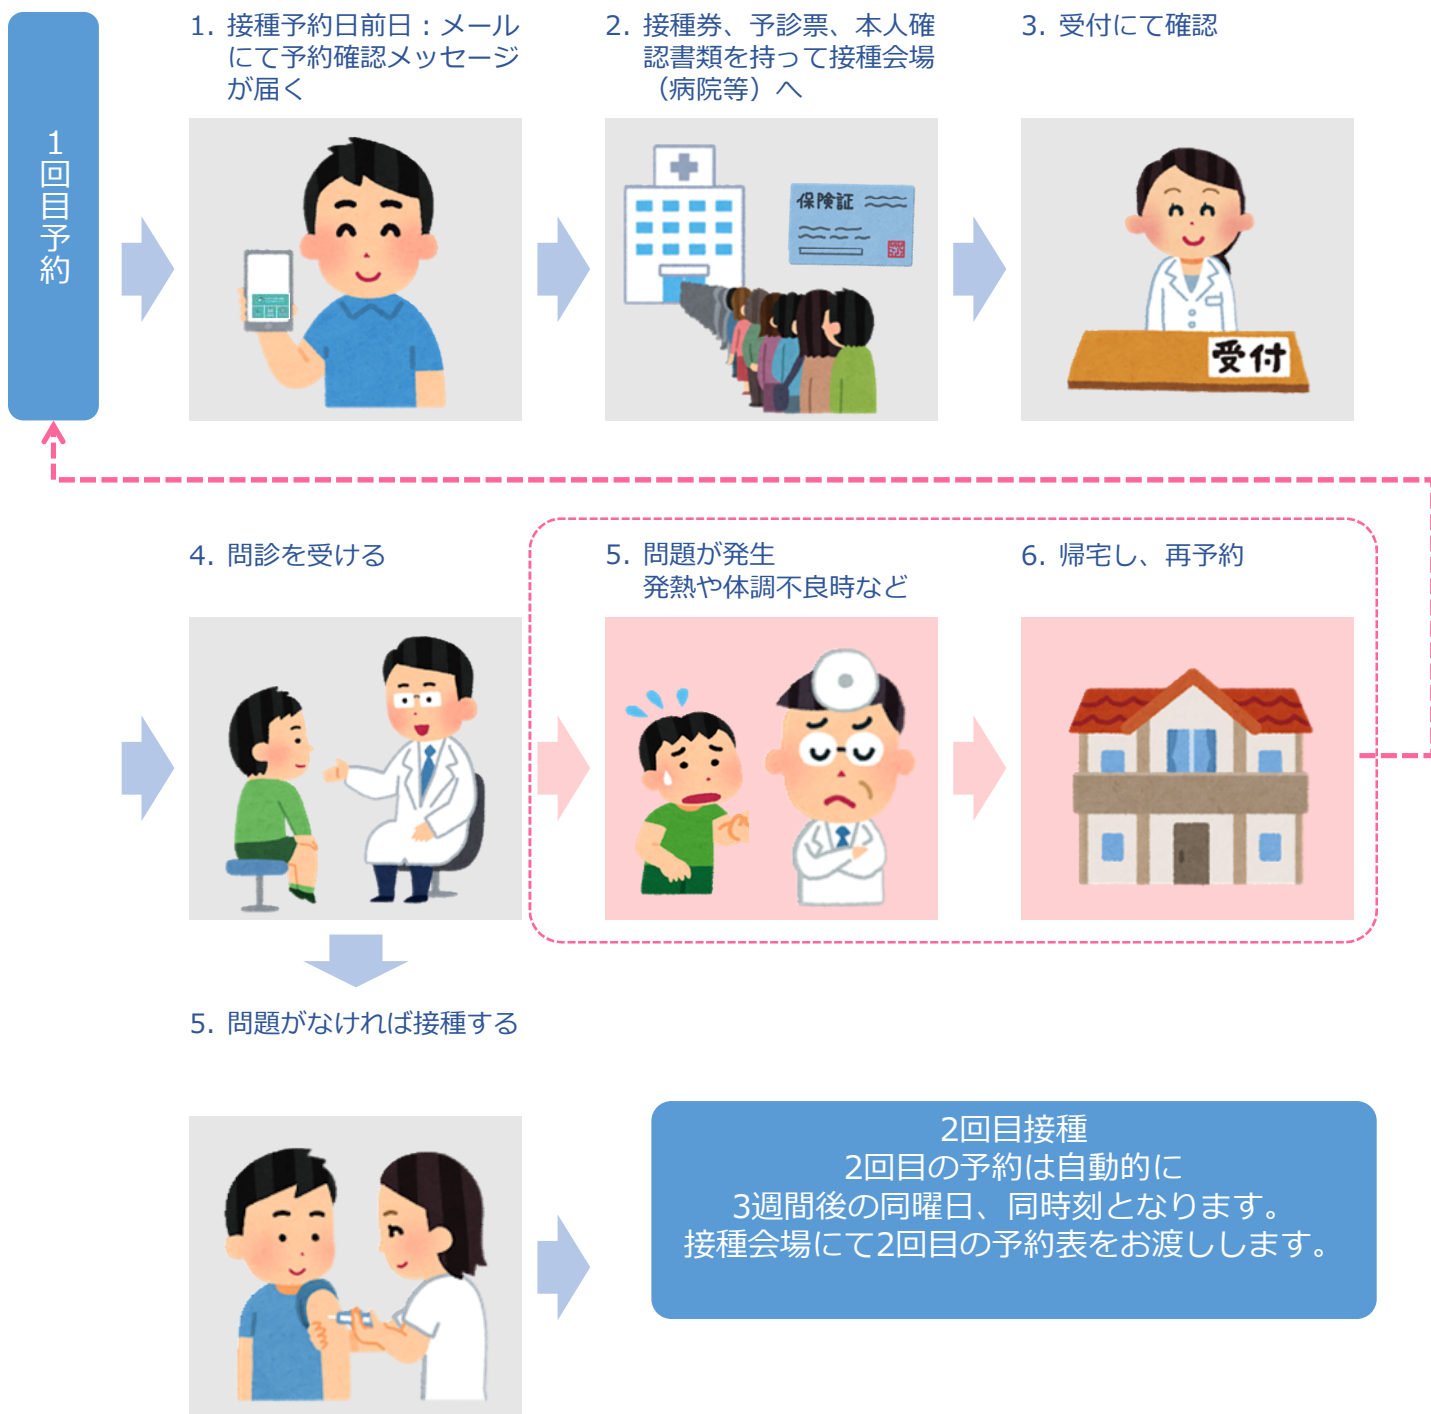 1回目予約
1. 接種予約日前日：メール
にて予約確認メッセージ
が届く
2. 接種券、予診票、本人確
認書類を持って接種会場
（病院等）へ
3. 受付にて確認
保険証
受付
4. 問診を受ける
5. 問題が発生
発熱や体調不良時など
6. 帰宅し、再予約
5. 問題がなければ接種する
2回目接種
2回目の予約は自動的に
3週間後の同曜日、同時刻となります。
接種会場にて2回目の予約表をお渡しします。